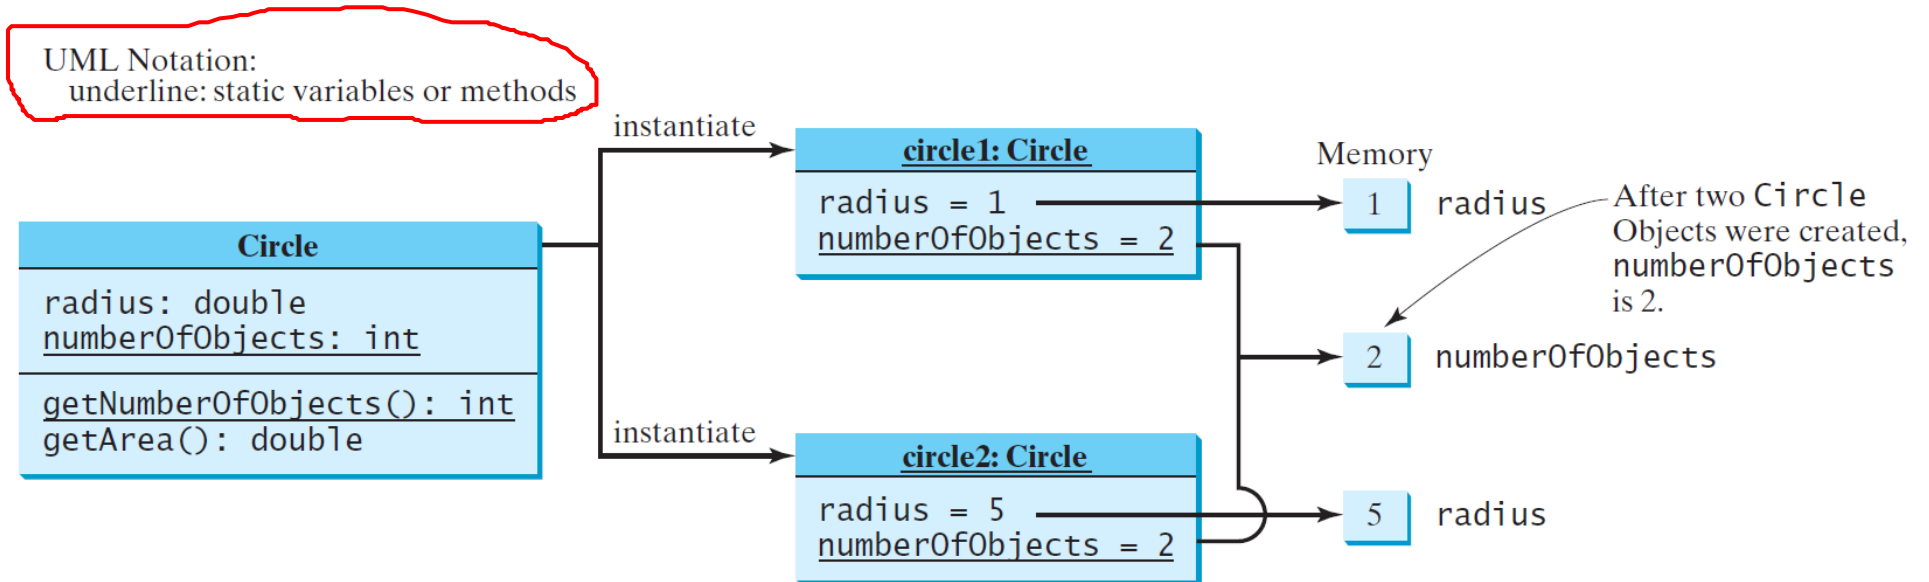 UML Notation:
underline: static variables or methods
Circle
radius: double
numberOfObjects: int
getNumberOfObjects(): int
getArea(): double
instantiate
circle1: Circle
radius = 1
numberOfObjects = 2
instantiate
circle2: Circle
radius = 5
numberOfObjects = 2
Memory
1 radius
After two Circle
Objects were created,
numberOfObjects
is 2.
2 numberOfObjects
5 radius